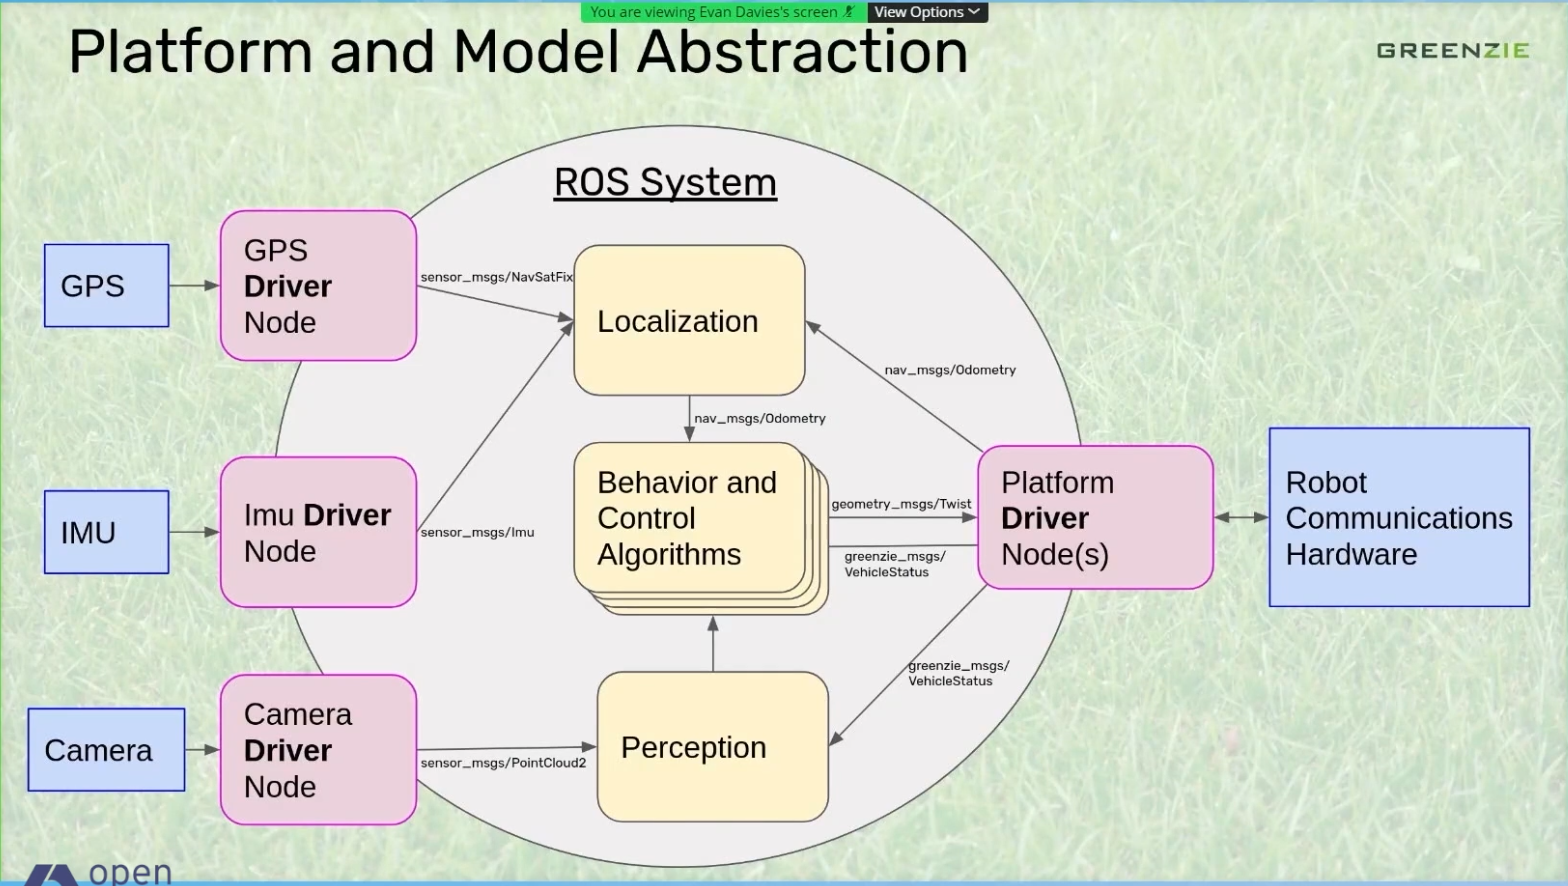 You are viewing Evan Davies's screen
View Options
Platform and Model Abstraction
GREENZIE
ROS System
GPS
GPS
Driver
Node
sensor_msgs/NavSatFix
Localization
nav_msgs/Odometry
nav_msgs/Odometry
IMU
Imu Driver
Node
sensor_msgs/Imu
Behavior and
Control
Algorithms
geometry_msgs/Twist
greenzie_msgs/
VehicleStatus
Platform
Driver
Node(s)
Robot
Communications
Hardware
greenzie_msgs/
VehicleStatus
Camera
Camera
Driver
Node
sensor_msgs/PointCloud2
Perception
open